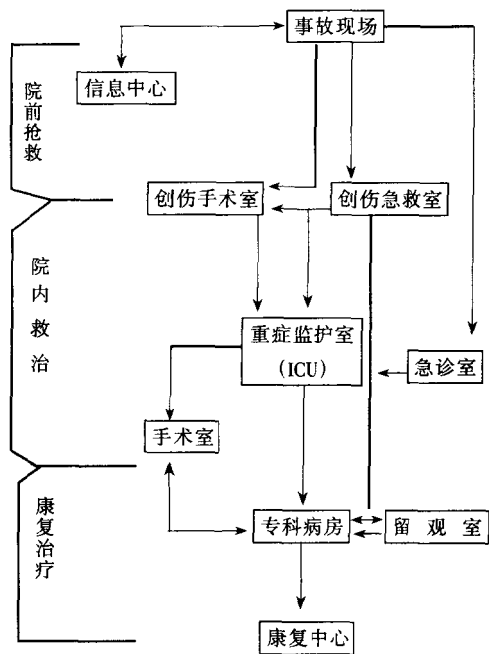 事故现场
信息中心
院前抢救
创伤手术室
创伤急救室
院内救治
重症监护室
(ICU)
急诊室
手术室
康复治疗
专科病房
留观室
康复中心